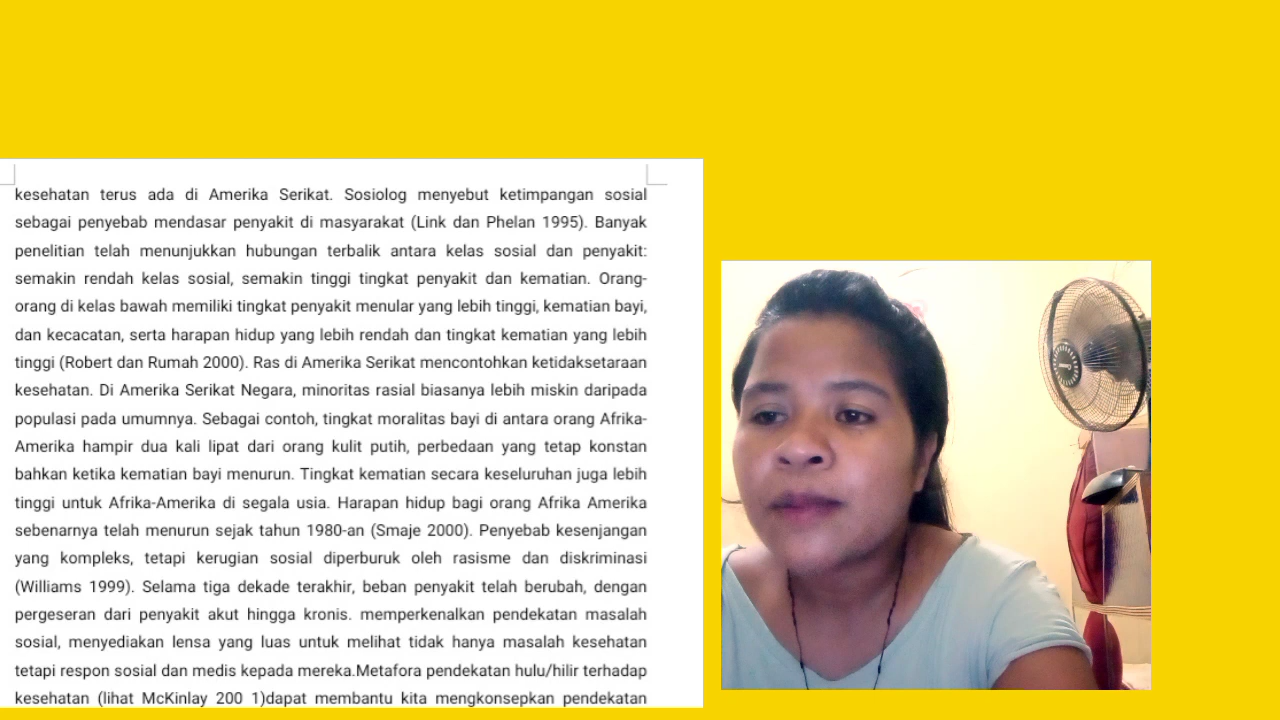 kesehatan terus ada di Amerika Serikat. Sosiolog menyebut ketimpangan sosial
sebagai penyebab mendasar penyakit di masyarakat (Link dan Phelan 1995). Banyak
penelitian telah menunjukkan hubungan terbalik antara kelas sosial dan penyakit:
semakin rendah kelas sosial, semakin tinggi tingkat penyakit dan kematian. Orang-
orang di kelas bawah memiliki tingkat penyakit menular yang lebih tinggi, kematian bayi,
dan kecacatan, serta harapan hidup yang lebih rendah dan tingkat kematian yang lebih
tinggi (Robert dan Rumah 2000). Ras di Amerika Serikat mencontohkan ketidaksetaraan
kesehatan. Di Amerika Serikat Negara, minoritas rasial biasanya lebih miskin daripada
populasi pada umumnya. Sebagai contoh, tingkat moralitas bayi di antara orang Afrika-
Amerika hampir dua kali lipat dari orang kulit putih, perbedaan yang tetap konstan
bahkan ketika kematian bayi menurun. Tingkat kematian secara keseluruhan juga lebih
tinggi untuk Afrika-Amerika di segala usia. Harapan hidup bagi orang Afrika Amerika
sebenarnya telah menurun sejak tahun 1980-an (Smaje 2000). Penyebab kesenjangan
yang kompleks, tetapi kerugian sosial diperburuk oleh rasisme dan diskriminasi
(Williams 1999). Selama tiga dekade terakhir, beban penyakit telah berubah, dengan
pergeseran dari penyakit akut hingga kronis. memperkenalkan pendekatan masalah
sosial, menyediakan lensa yang luas untuk melihat tidak hanya masalah kesehatan
tetapi respon sosial dan medis kepada mereka.Metafora pendekatan hulu/hilir terhadap
kesehatan (lihat McKinlay 200 1)dapat membantu kita mengkonsepkan pendekatan